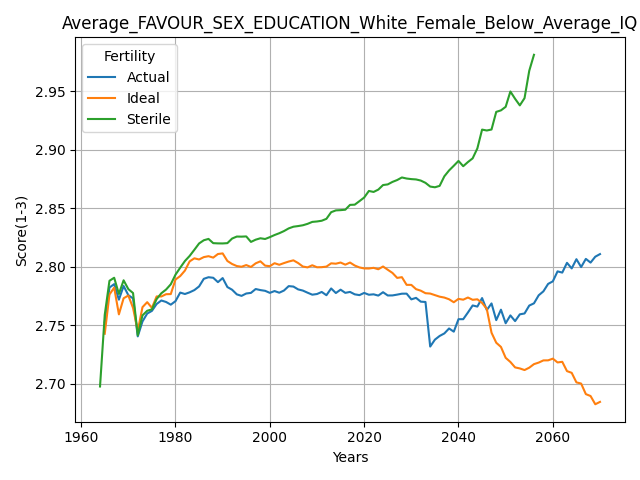 Average_FAVOUR_SEX_EDUCATION_White_Female_Below_Average_IQ
Fertility
Actual
Ideal
Sterile
Score(1-3)
2.95
2.90
2.85
2.80
2.75
2.70
1960 1980 2000 2020 2040 2060
Years